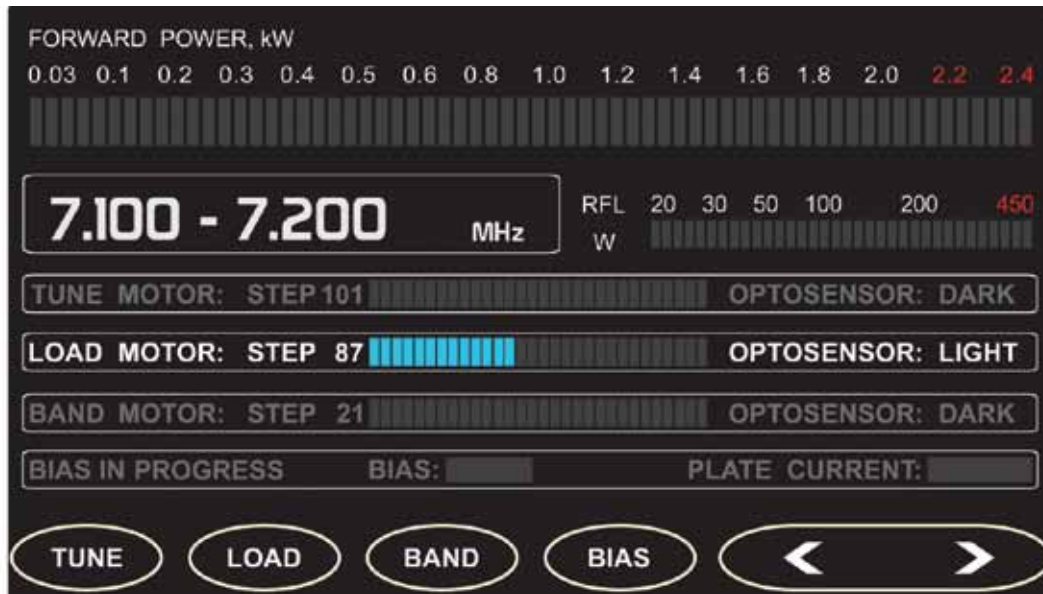 FORWARD POWER, kW
0.03 0.1 0.2 0.3 0.4 0.5 0.6 0.8 1.0 1.2 1.4 1.6 1.8 2.0 2.2 2.4
7.100 - 7.200 MHz
RFL 20 30 50 100 200 450
W
TUNE MOTOR: STEP 101 OPTOSENSOR: DARK
LOAD MOTOR: STEP 87 OPTOSENSOR: LIGHT
BAND MOTOR: STEP 21 OPTOSENSOR: DARK
BIAS IN PROGRESS BIAS: PLATE CURRENT:
TUNE LOAD BAND BIAS < >